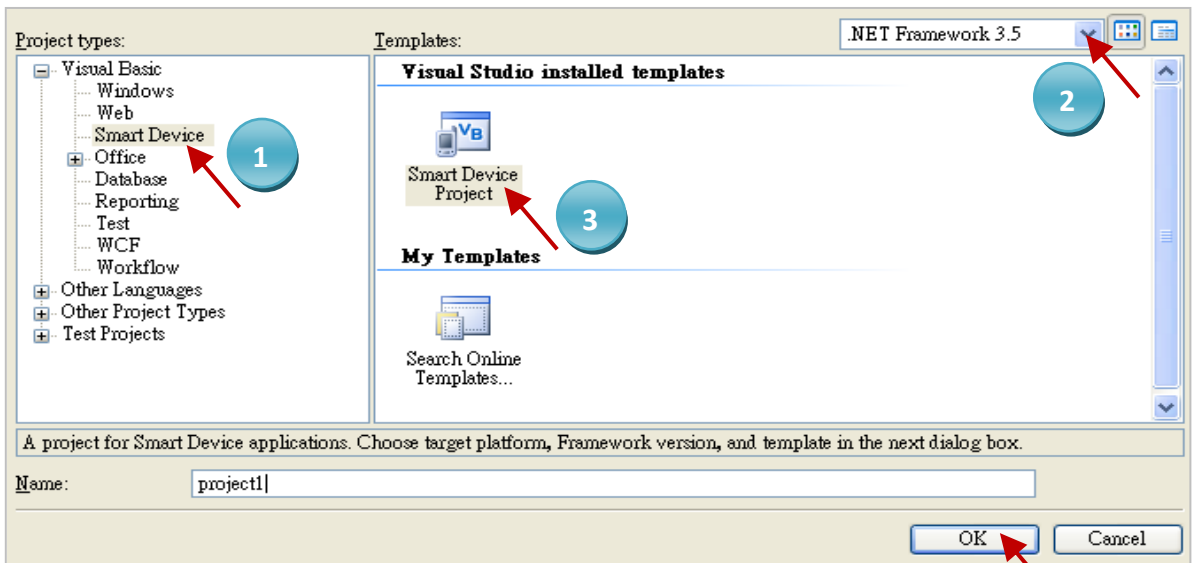 Project types:
Templates:
.NET Framework 3.5
Visual Basic
Windows
Web
Smart Device
Office
Database
Reporting
Test
WCF
Workflow
Other Languages
Other Project Types
Test Projects
1
Visual Studio installed templates
2
VB
Smart Device
Project
3
My Templates
Search Online
Templates...
A project for Smart Device applications. Choose target platform, Framework version, and template in the next dialog box.
Name:
project1
OK
Cancel